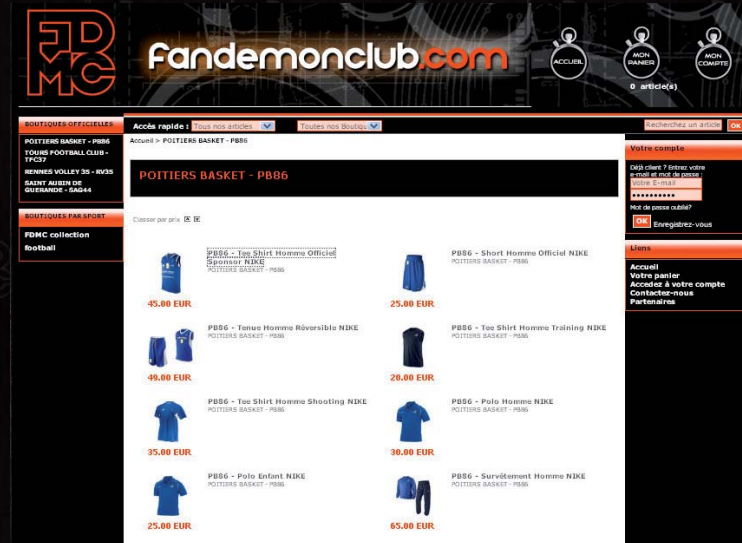 FDMC
fandemonclub.com
ACCUEIL
MON PANIER
MON COMPTE
0 article(s)
BOUTIQUES OFFICIELLES
POITIERS BASKET - PB86
TOURS FOOTBALL CLUB - TFC37
RENNES VOLLEY 35 - RV35
SAINT AUBIN DE GUERANDE - SAG44
BOUTIQUES PAR SPORT
FDMC collection
football
Accès rapide :
Tous nos articles
Toutes nos Boutiqu
Recherchez un article
OK
Accueil > POITIERS BASKET - PB86
POITIERS BASKET - PB86
Classer par prix
PB86 - Tee Shirt Homme Officiel
Sponsor NIKE
POITIERS BASKET - PB86
45.00 EUR
PB86 - Short Homme Officiel NIKE
POITIERS BASKET - PB86
25.00 EUR
PB86 - Tenue Homme Réversible NIKE
POITIERS BASKET - PB86
49.00 EUR
PB86 - Tee Shirt Homme Training NIKE
POITIERS BASKET - PB86
20.00 EUR
PB86 - Tee Shirt Homme Shooting NIKE
POITIERS BASKET - PB86
35.00 EUR
PB86 - Polo Homme NIKE
POITIERS BASKET - PB86
30.00 EUR
PB86 - Polo Enfant NIKE
POITIERS BASKET - PB86
25.00 EUR
PB86 - Survêtement Homme NIKE
POITIERS BASKET - PB86
65.00 EUR
Votre compte
Déjà client ? Entrez votre
e-mail et mot de passe :
Votre E-mail
Mot de passe oublié?
OK
Enregistrez-vous
Liens
Accueil
Votre panier
Accedez à votre compte
Contactez-nous
Partenaires